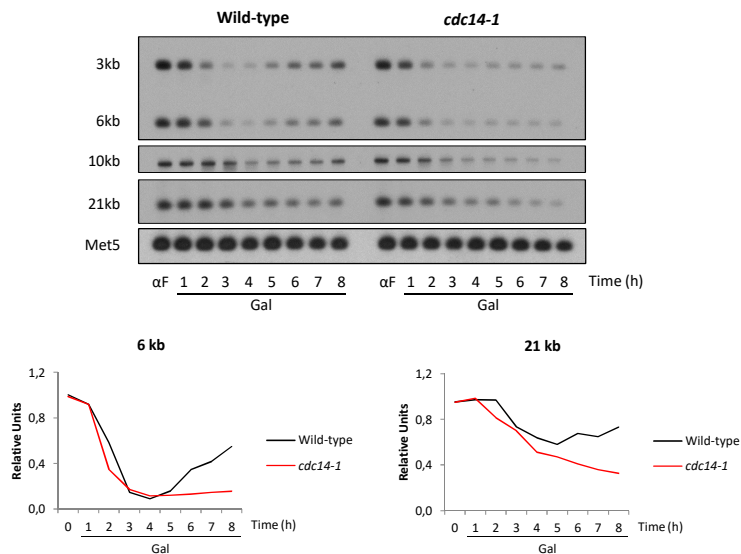 Wild-type cdc14-1
3kb
6kb
10kb
21kb
Met5
αF 1 2 3 4 5 6 7 8 αF 1 2 3 4 5 6 7 8 Time (h)
Gal Gal
6 kb
Relative Units
1,2
0,8
0,4
0,0
0 1 2 3 4 5 6 7 8 Time (h)
Gal
Wild-type
cdc14-1
21 kb
Relative Units
1,2
0,8
0,4
0,0
0 1 2 3 4 5 6 7 8 Time (h)
Gal
Wild-type
cdc14-1